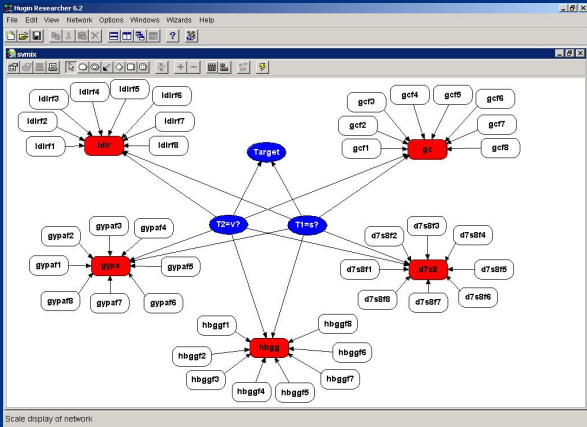 Hugin Researcher 6.2
File Edit View Network Options Windows Wizards Help
svmix
ldlrf4 ldlrf5
ldlrf3 ldlrf6
ldlrf2 ldlrf7
ldlrf1 ldlr ldlrf8
gcf4 gcf5
gcf3 gcf6
gcf2 gcf7
gcf1 gc gcf8
Target
T2=v? T1=s?
gypaf3 gypaf4
gypaf2
gypaf1 gypa gypaf5
gypaf8 gypaf7 gypaf6
d7s8f3
d7s8f2 d7s8f4
d7s8f1 d7s8 d7s8f5
d7s8f8 d7s8f7 d7s8f6
hbggf1 hbggf8
hbggf2 hbgg hbggf6
hbggf3 hbggf7
hbggf4 hbggf5
Scale display of network